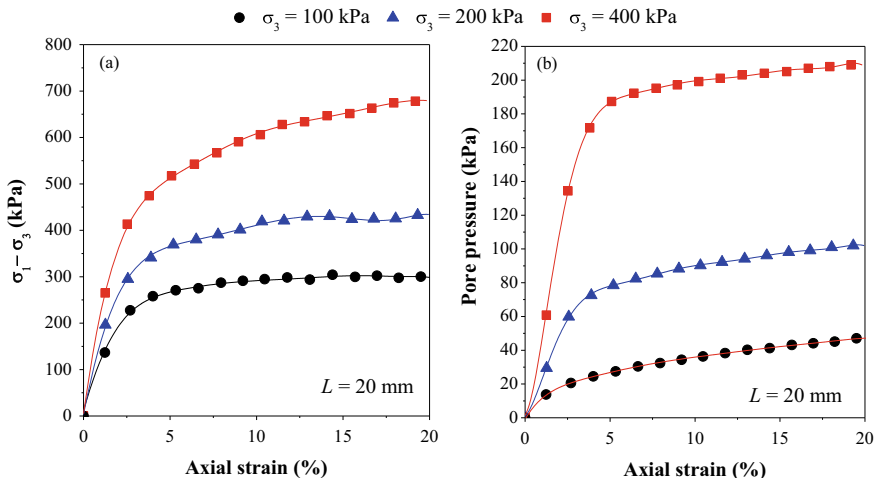 σ3 = 100 kPa σ3 = 200 kPa σ3 = 400 kPa
(a)
800
700
600
500
400
300
200
100
0
σ1– σ3 (kPa)
L = 20 mm
0 5 10 15 20
Axial strain (%)
(b)
220
200
180
160
140
120
100
80
60
40
20
0
Pore pressure (kPa)
L = 20 mm
0 5 10 15 20
Axial strain (%)